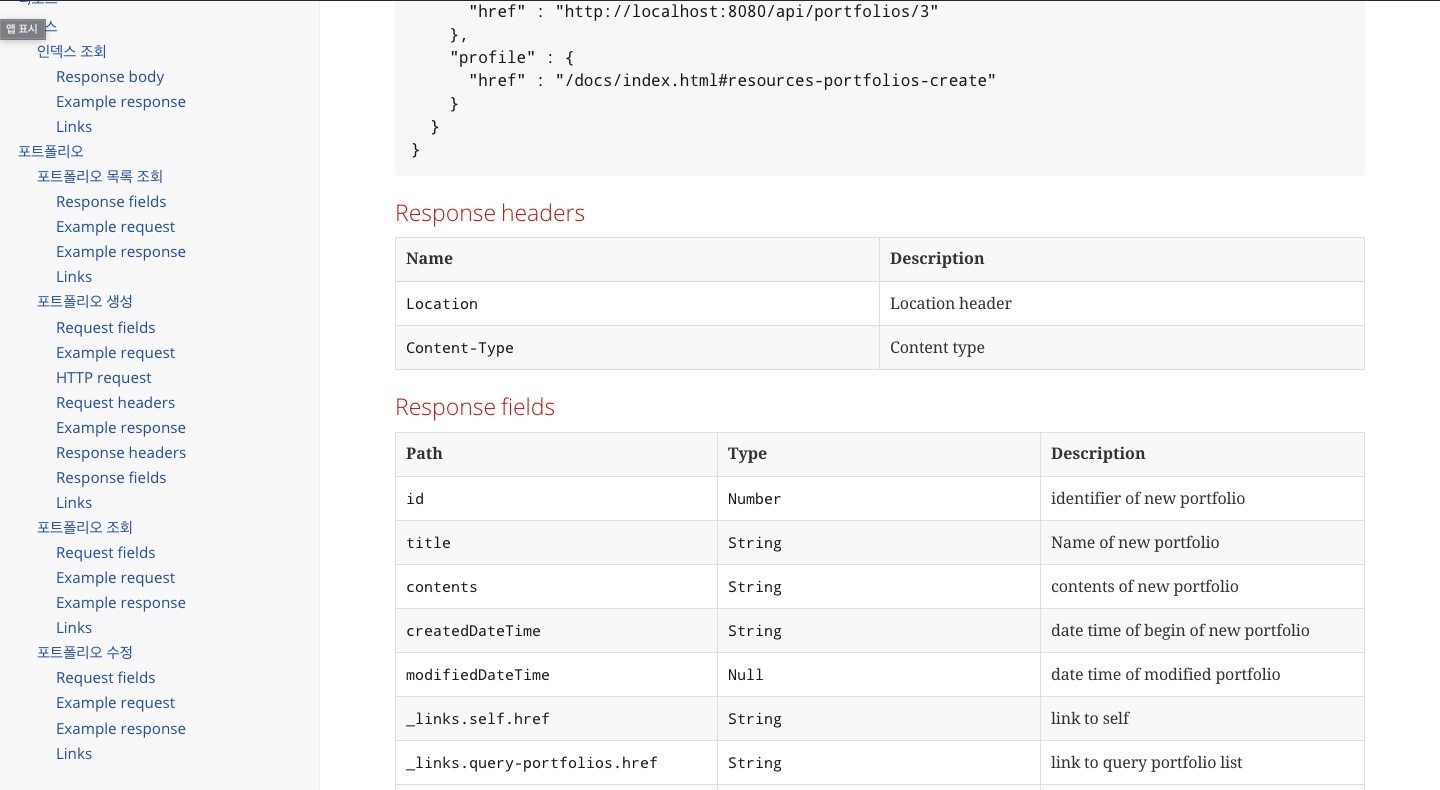 앱 표시
스
인덱스 조회
Response body
Example response
Links
포트폴리오
포트폴리오 목록 조회
Response fields
Example request
Example response
Links
포트폴리오 생성
Request fields
Example request
HTTP request
Request headers
Example response
Response headers
Response fields
Links
포트폴리오 조회
Request fields
Example request
Example response
Links
포트폴리오 수정
Request fields
Example request
Example response
Links
"href" : "http://localhost:8080/api/portfolios/3"
},
"profile" : {
"href" : "/docs/index.html#resources-portfolios-create"
}
}
}
Response headers
Name Description
Location Location header
Content-Type Content type
Response fields
Path Type Description
id Number identifier of new portfolio
title String Name of new portfolio
contents String contents of new portfolio
createdDateTime String date time of begin of new portfolio
modifiedDateTime Null date time of modified portfolio
_links.self.href String link to self
_links.query-portfolios.href String link to query portfolio list